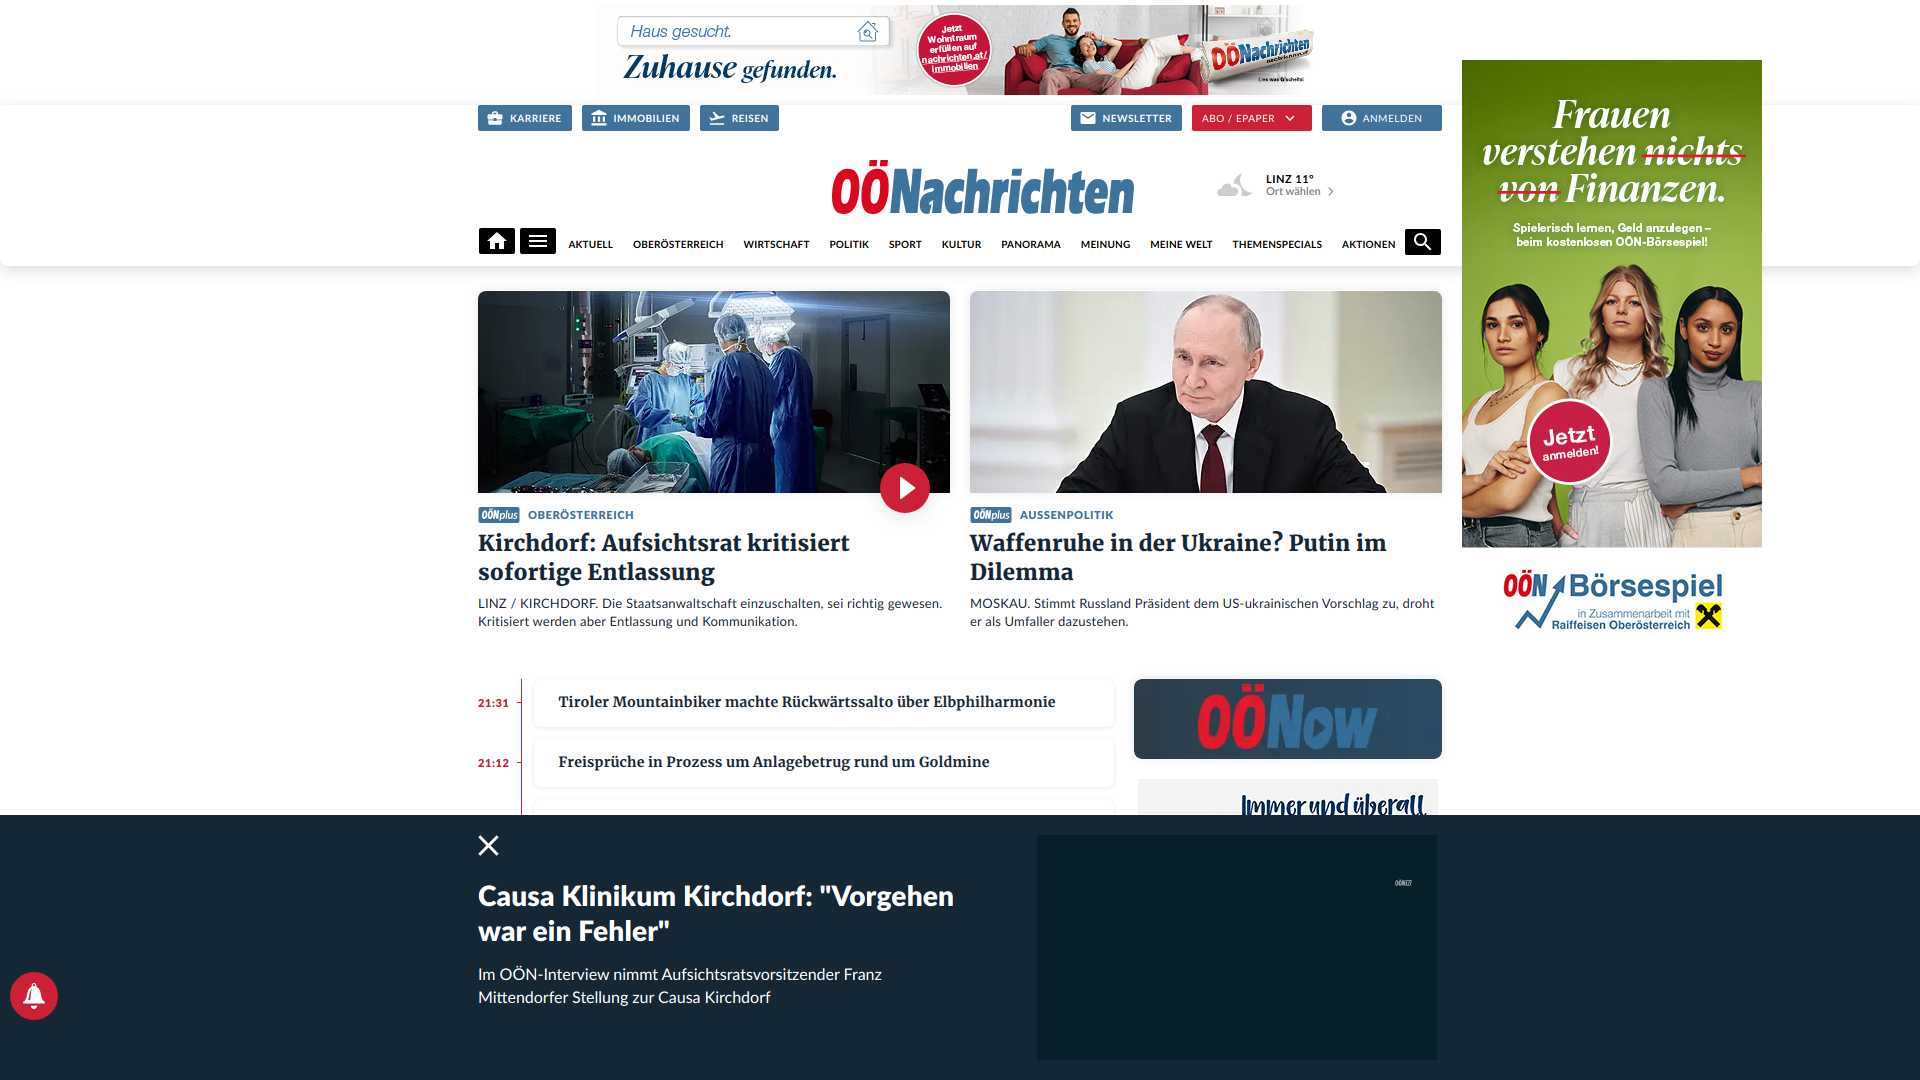 Haus gesucht.
Zuhause gefunden.
Jetzt
Wohntraum
erfüllen auf
nachrichten.at/
immobilien
OÖNachrichten
Lies was Gscheits!
KARRIERE
IMMOBILIEN
REISEN
NEWSLETTER
ABO / EPAPER
ANMELDEN
OÖNachrichten
LINZ 11°
Ort wählen
AKTUELL
OBERÖSTERREICH
WIRTSCHAFT
POLITIK
SPORT
KULTUR
PANORAMA
MEINUNG
MEINE WELT
THEMENSPECIALS
AKTIONEN
Frauen
verstehen nichts
von Finanzen.
Spielerisch lernen, Geld anzulegen –
beim kostenlosen OÖN-Börsespiel!
Jetzt
anmelden!
OÖN Börsespiel
in Zusammenarbeit mit
Raiffeisen Oberösterreich
OÖNplus OBERÖSTERREICH
Kirchdorf: Aufsichtsrat kritisiert
sofortige Entlassung
LINZ / KIRCHDORF. Die Staatsanwaltschaft einzuschalten, sei richtig gewesen.
Kritisiert werden aber Entlassung und Kommunikation.
OÖNplus AUSSENPOLITIK
Waffenruhe in der Ukraine? Putin im
Dilemma
MOSKAU. Stimmt Russland Präsident dem US-ukrainischen Vorschlag zu, droht
er als Umfaller dazustehen.
21:31 Tiroler Mountainbiker machte Rückwärtssalto über Elbphilharmonie
21:12 Freisprüche in Prozess um Anlagebetrug rund um Goldmine
OÖNow
Immer und überall
Causa Klinikum Kirchdorf: "Vorgehen
war ein Fehler"
Im OÖN-Interview nimmt Aufsichtsratsvorsitzender Franz
Mittendorfer Stellung zur Causa Kirchdorf